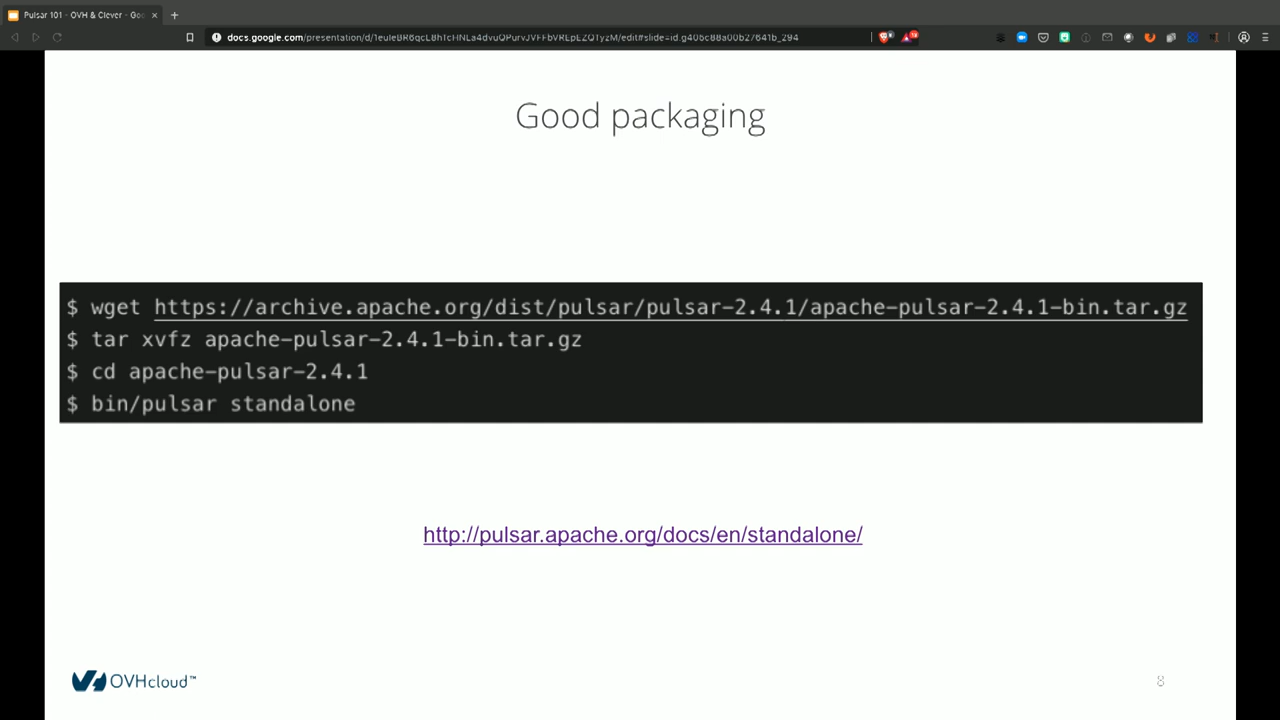 Pulsar 101 - OVH & Clever - Goo
docs.google.com/presentation/d/
Good packaging
$ wget https://archive.apache.org/dist/pulsar/pulsar-2.4.1/apache-pulsar-2.4.1-bin.tar.gz
$ tar xvfz apache-pulsar-2.4.1-bin.tar.gz
$ cd apache-pulsar-2.4.1
$ bin/pulsar standalone
http://pulsar.apache.org/docs/en/standalone/
OVHcloud™
8